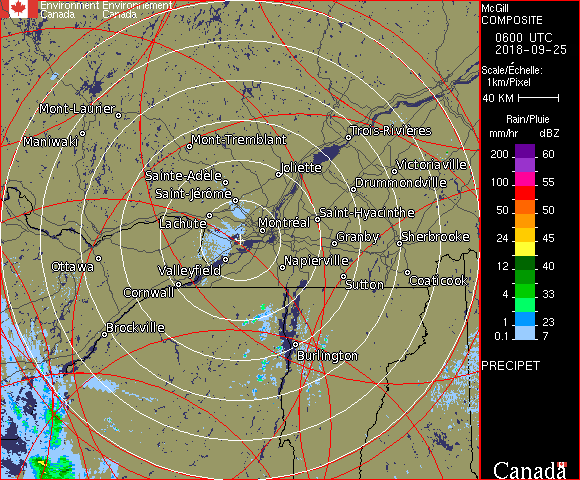 Environment Environnement
Canada Canada
McGill
COMPOSITE
0600 UTC
2018-09-25
Scale/Échelle:
1km/Pixel
40 KM
Rain/Pluie
mm/hr dBZ
200 60
150 57
100 55
50 50
24 45
12 40
4 33
1 23
0.1 7
PRECIPET
Canada
Mont-Laurier
Maniwaki
Mont-Tremblant
Trois-Rivières
Sainte-Adèle
Joliette
Victoriaville
Saint-Jérôme
Drummondville
Lachute
Montréal
Saint-Hyacinthe
Granby
Sherbrooke
Ottawa
Valleyfield
Napierville
Cornwall
Sutton
Coaticook
Brockville
Burlington